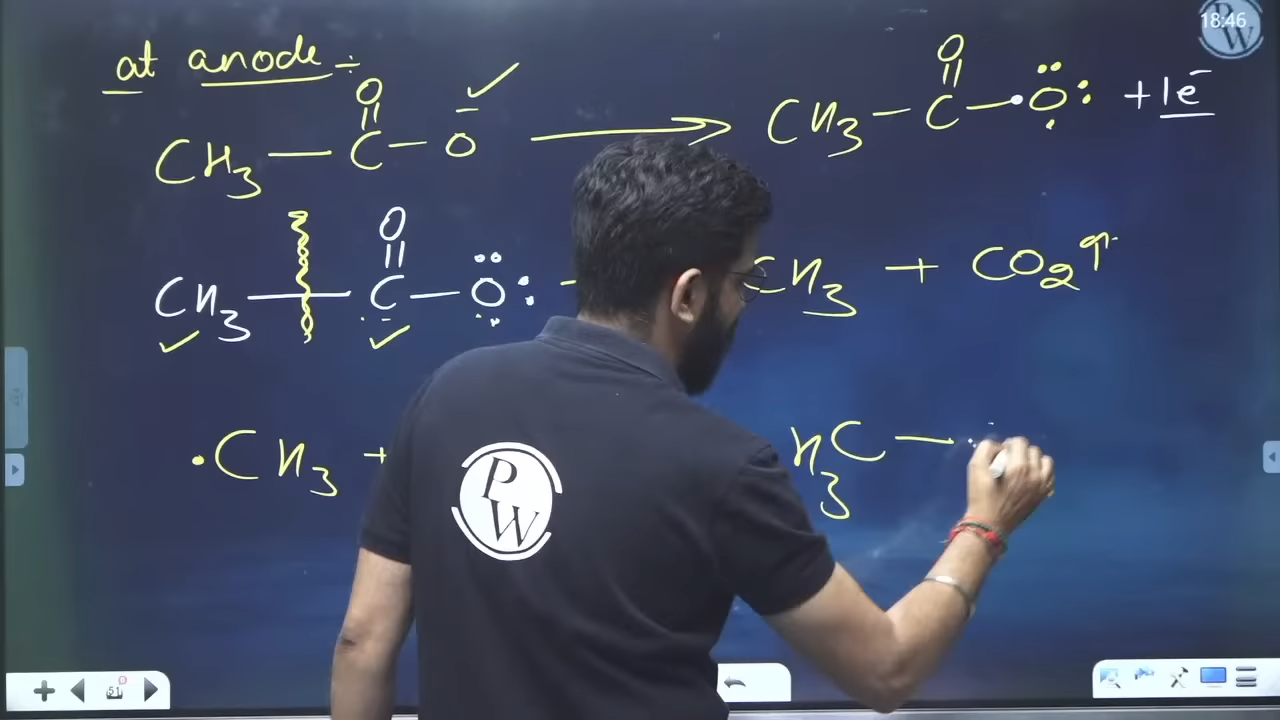 18:46
PW
at anode :-
O
CH3 — C — O⁻ ✓ → CH3 — C — •O: + 1e⁻
O
CH3 — C — O: CH3 + CO2↑
•CH3 + H3C —
PW